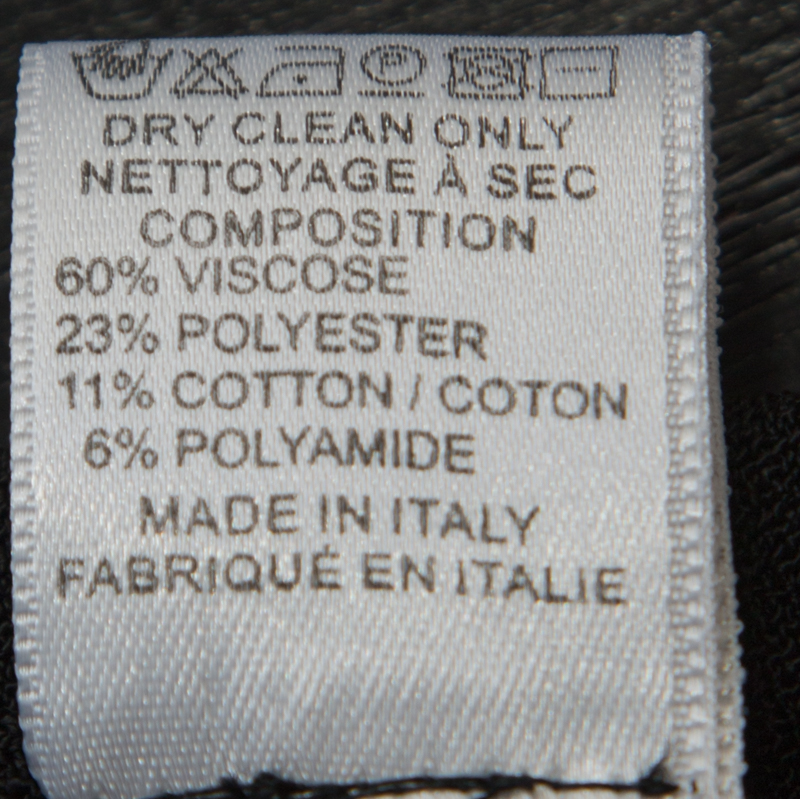 DRY CLEAN ONLY
NETTOYAGE À SEC
COMPOSITION
60% VISCOSE
23% POLYESTER
11% COTTON / COTON
6% POLYAMIDE
MADE IN ITALY
FABRIQUÉ EN ITALIE